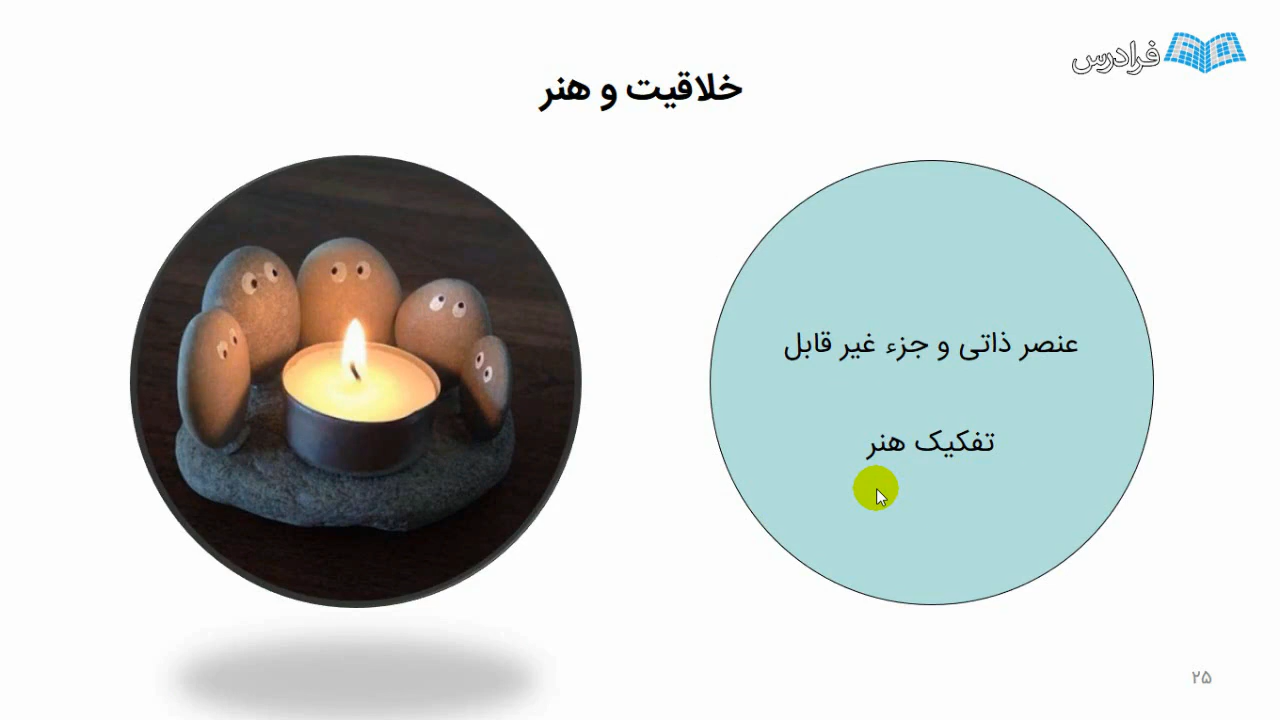 فرادرس
خلاقیت و هنر
عنصر ذاتی و جزء غیر قابل
تفکیک هنر
۲۵